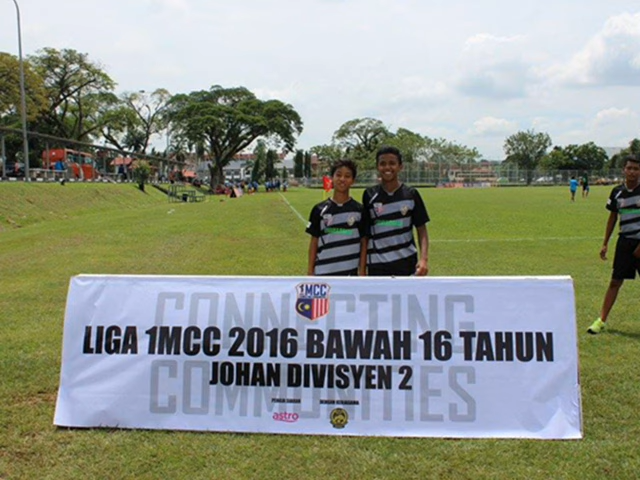 1MCC
CONNECTING
LIGA 1MCC 2016 BAWAH 16 TAHUN
JOHAN DIVISYEN 2
COMMUNITIES
astro